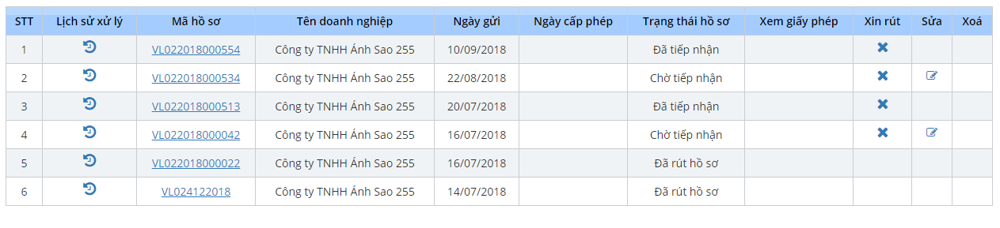 STT Lịch sử xử lý Mã hồ sơ Tên doanh nghiệp Ngày gửi Ngày cấp phép Trạng thái hồ sơ Xem giấy phép Xin rút Sửa Xoá
1 VL022018000554 Công ty TNHH Ánh Sao 255 10/09/2018 Đã tiếp nhận
2 VL022018000534 Công ty TNHH Ánh Sao 255 22/08/2018 Chờ tiếp nhận
3 VL022018000513 Công ty TNHH Ánh Sao 255 20/07/2018 Đã tiếp nhận
4 VL022018000042 Công ty TNHH Ánh Sao 255 16/07/2018 Chờ tiếp nhận
5 VL022018000022 Công ty TNHH Ánh Sao 255 16/07/2018 Đã rút hồ sơ
6 VL024122018 Công ty TNHH Ánh Sao 255 14/07/2018 Đã rút hồ sơ